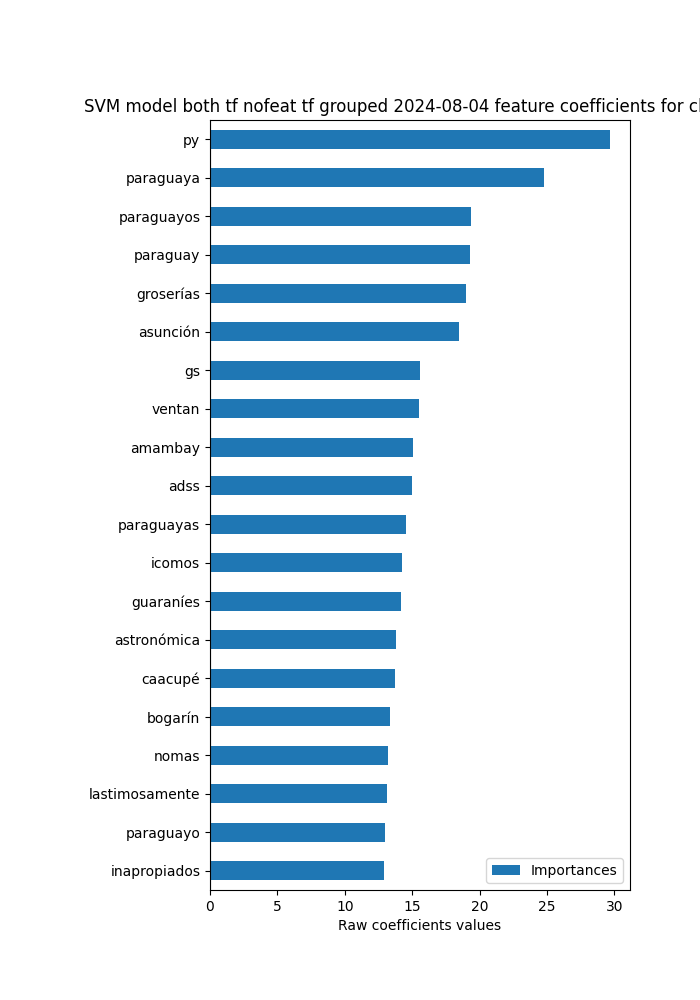 SVM model both tf nofeat tf grouped 2024-08-04 feature coefficients for
py
paraguaya
paraguayos
paraguay
groserías
asunción
gs
ventan
amambay
adss
paraguayas
icomos
guaraníes
astronómica
caacupé
bogarín
nomas
lastimosamente
paraguayo
inapropiados
Importances
0 5 10 15 20 25 30
Raw coefficients values